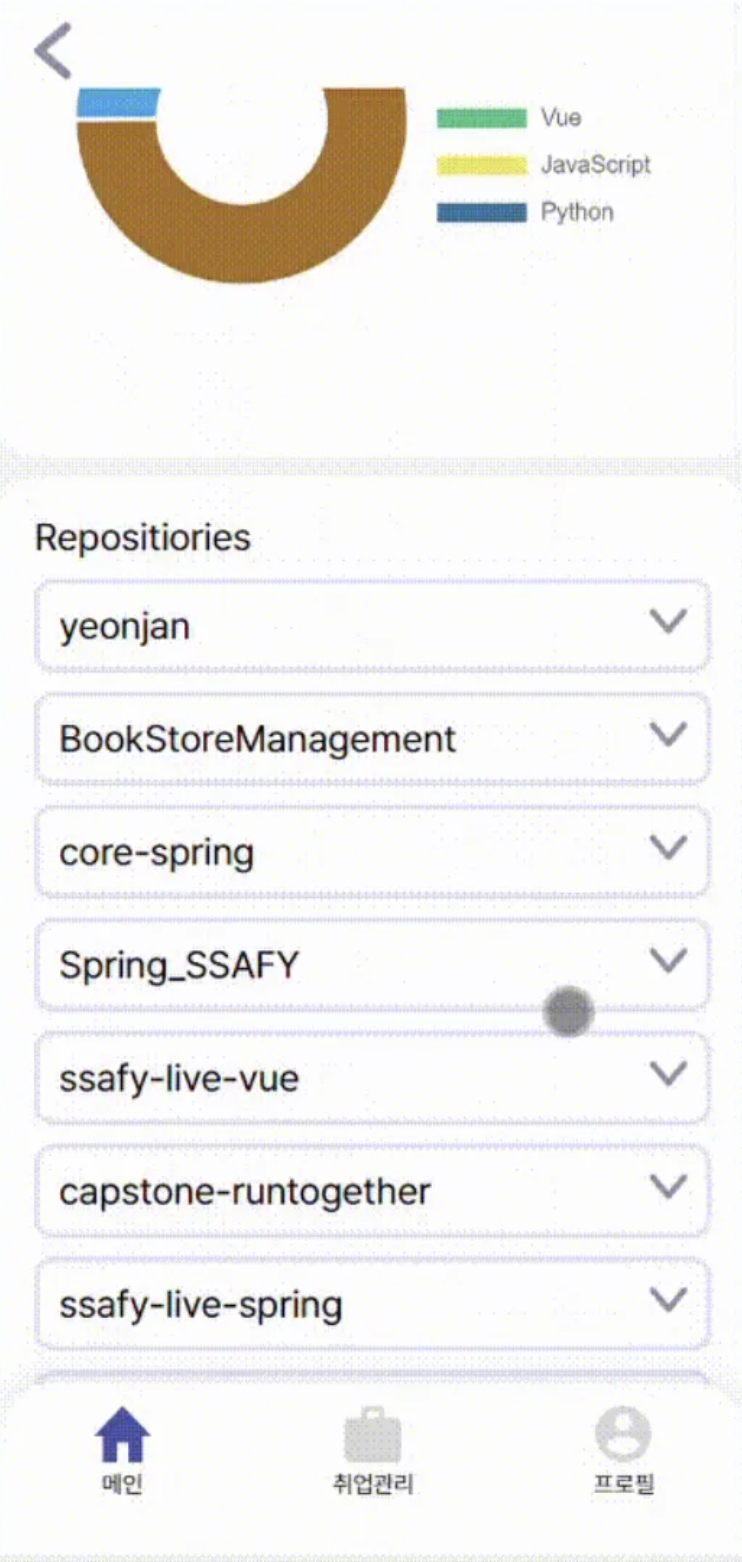 Vue
JavaScript
Python
Repositiories
yeonjan
BookStoreManagement
core-spring
Spring_SSAFY
ssafy-live-vue
capstone-runtogether
ssafy-live-spring
메인
취업관리
프로필